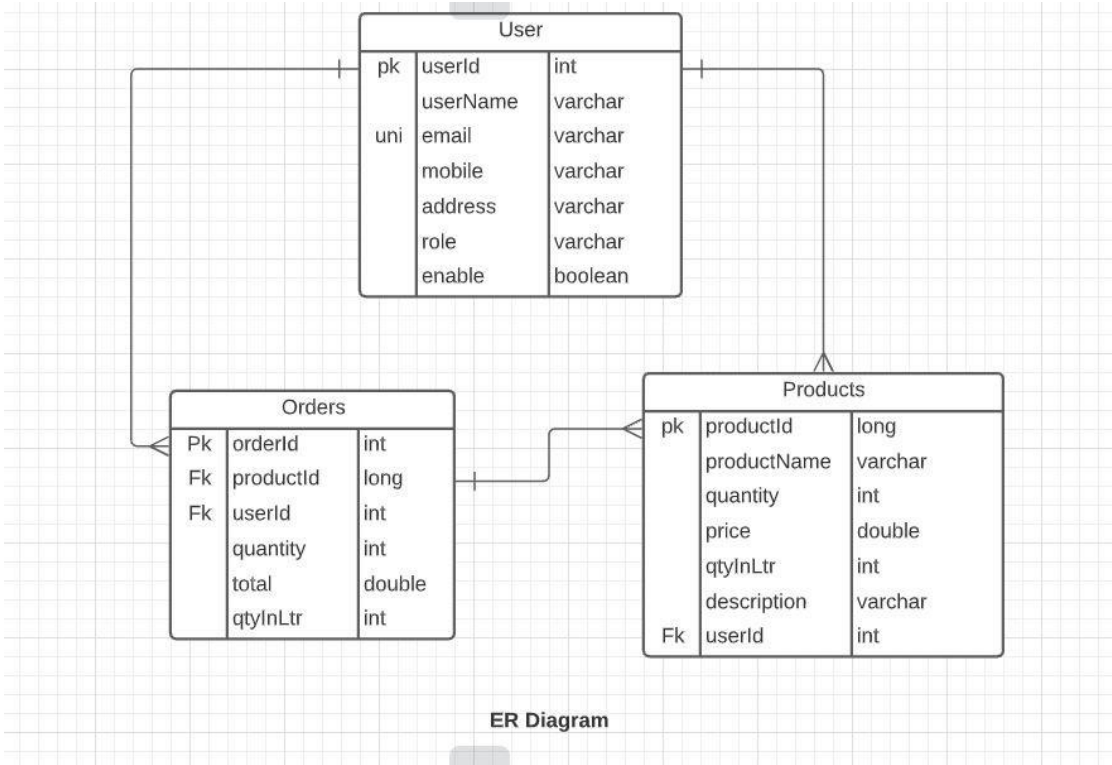 User
pk userId int
userName varchar
uni email varchar
mobile varchar
address varchar
role varchar
enable boolean
Orders
Pk orderId int
Fk productId long
Fk userId int
quantity int
total double
qtyInLtr int
Products
pk productId long
productName varchar
quantity int
price double
qtyInLtr int
description varchar
Fk userId int
ER Diagram